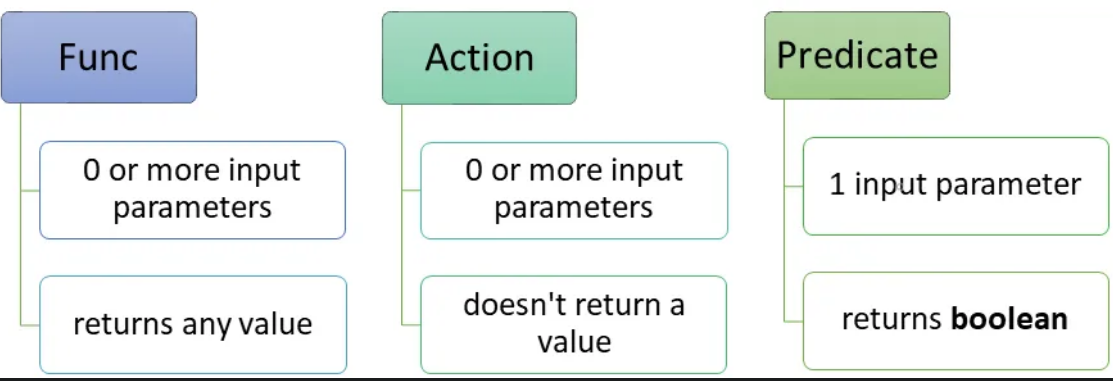 Func
0 or more input
parameters
returns any value
Action
0 or more input
parameters
doesn't return a
value
Predicate
1 input parameter
returns boolean